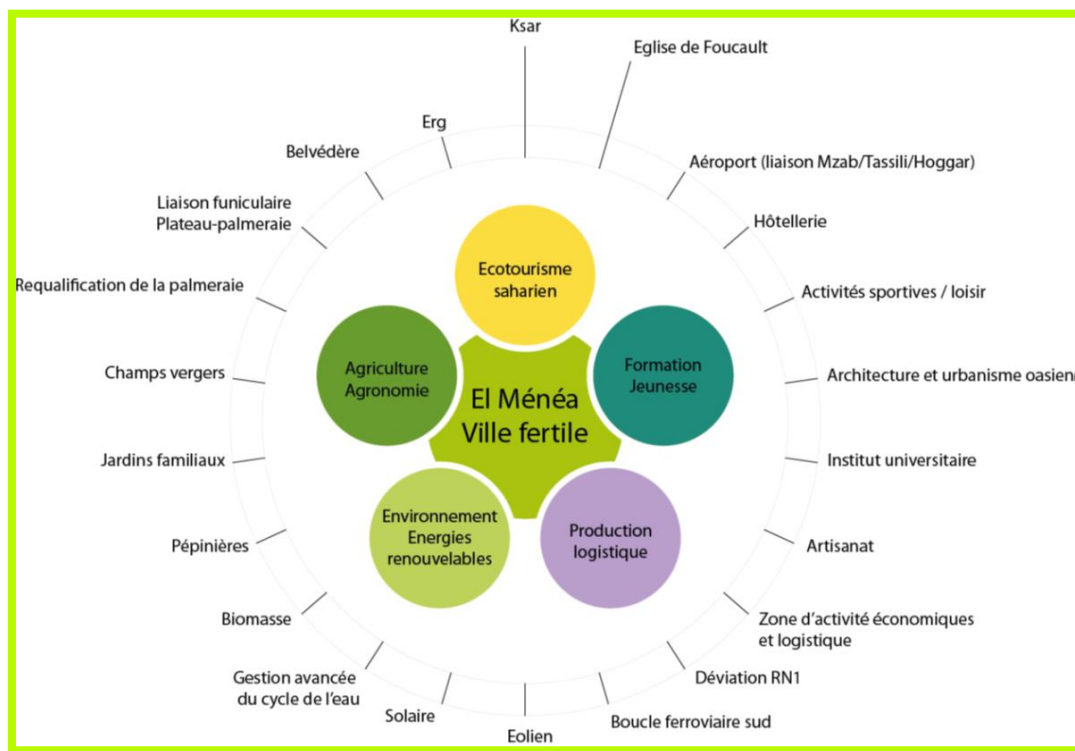 Ksar
Eglise de Foucault
Erg
Belvédère
Aéroport (liaison Mzab/Tassili/Hoggar)
Liaison funiculaire
Plateau-palmeraie
Hôtellerie
Ecotourisme
saharien
Requalification de la palmeraie
Activités sportives / loisir
Agriculture
Agronomie
Formation
Jeunesse
Champs vergers
Architecture et urbanisme oasien
El Ménéa
Ville fertile
Jardins familiaux
Institut universitaire
Environnement
Energies
renouvelables
Production
logistique
Pépinières
Artisanat
Biomasse
Zone d’activité économiques
et logistique
Gestion avancée
du cycle de l’eau
Déviation RN1
Solaire
Boucle ferroviaire sud
Eolien